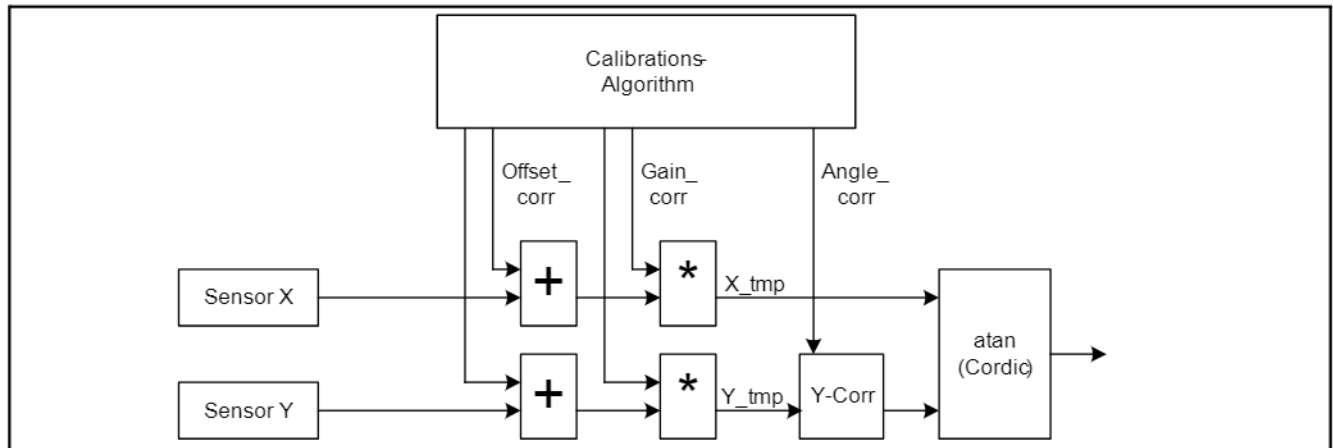 Calibrations-
Algorithm
Offset_
corr
Gain_
corr
Angle_
corr
Sensor X
+
*
X_tmp
atan
(Cordic)
Sensor Y
+
*
Y_tmp
Y-Corr